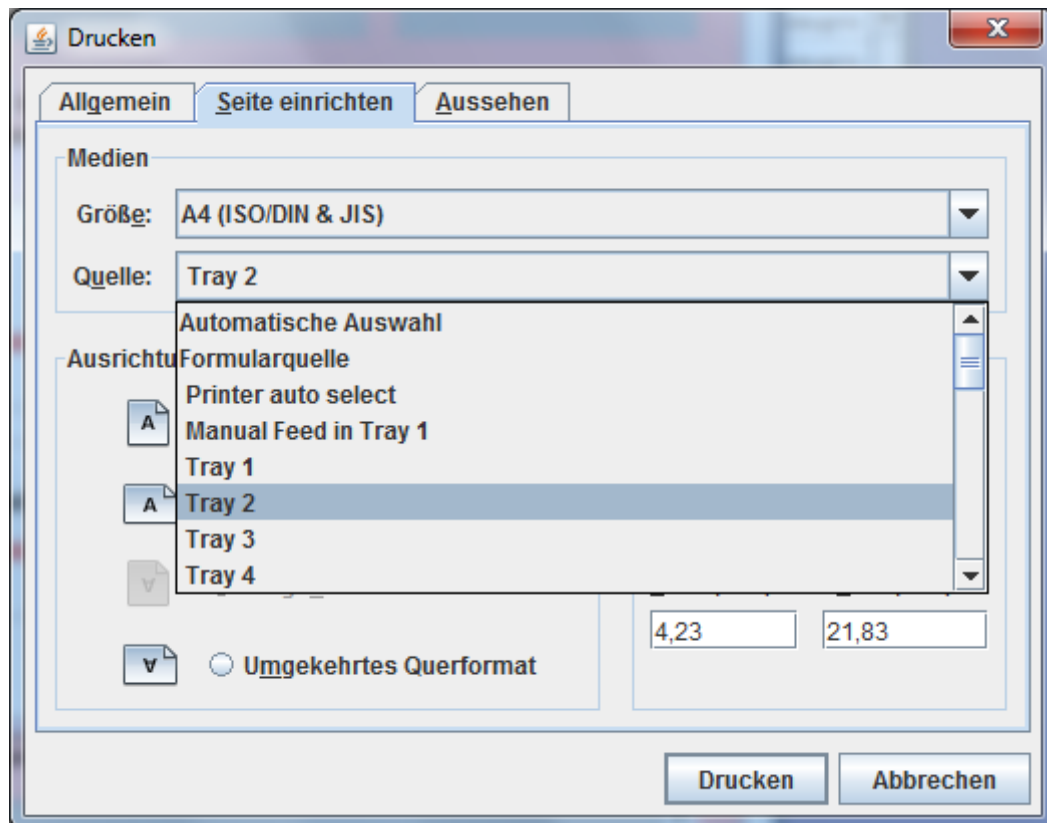 Drucken
Allgemein
Seite einrichten
Aussehen
Medien
Größe:
A4 (ISO/DIN & JIS)
Quelle:
Tray 2
Automatische Auswahl
Formularquelle
Printer auto select
Manual Feed in Tray 1
Tray 1
Tray 2
Tray 3
Tray 4
Ausrichtu
A
A
A
A
4,23
21,83
Umgekehrtes Querformat
Drucken
Abbrechen